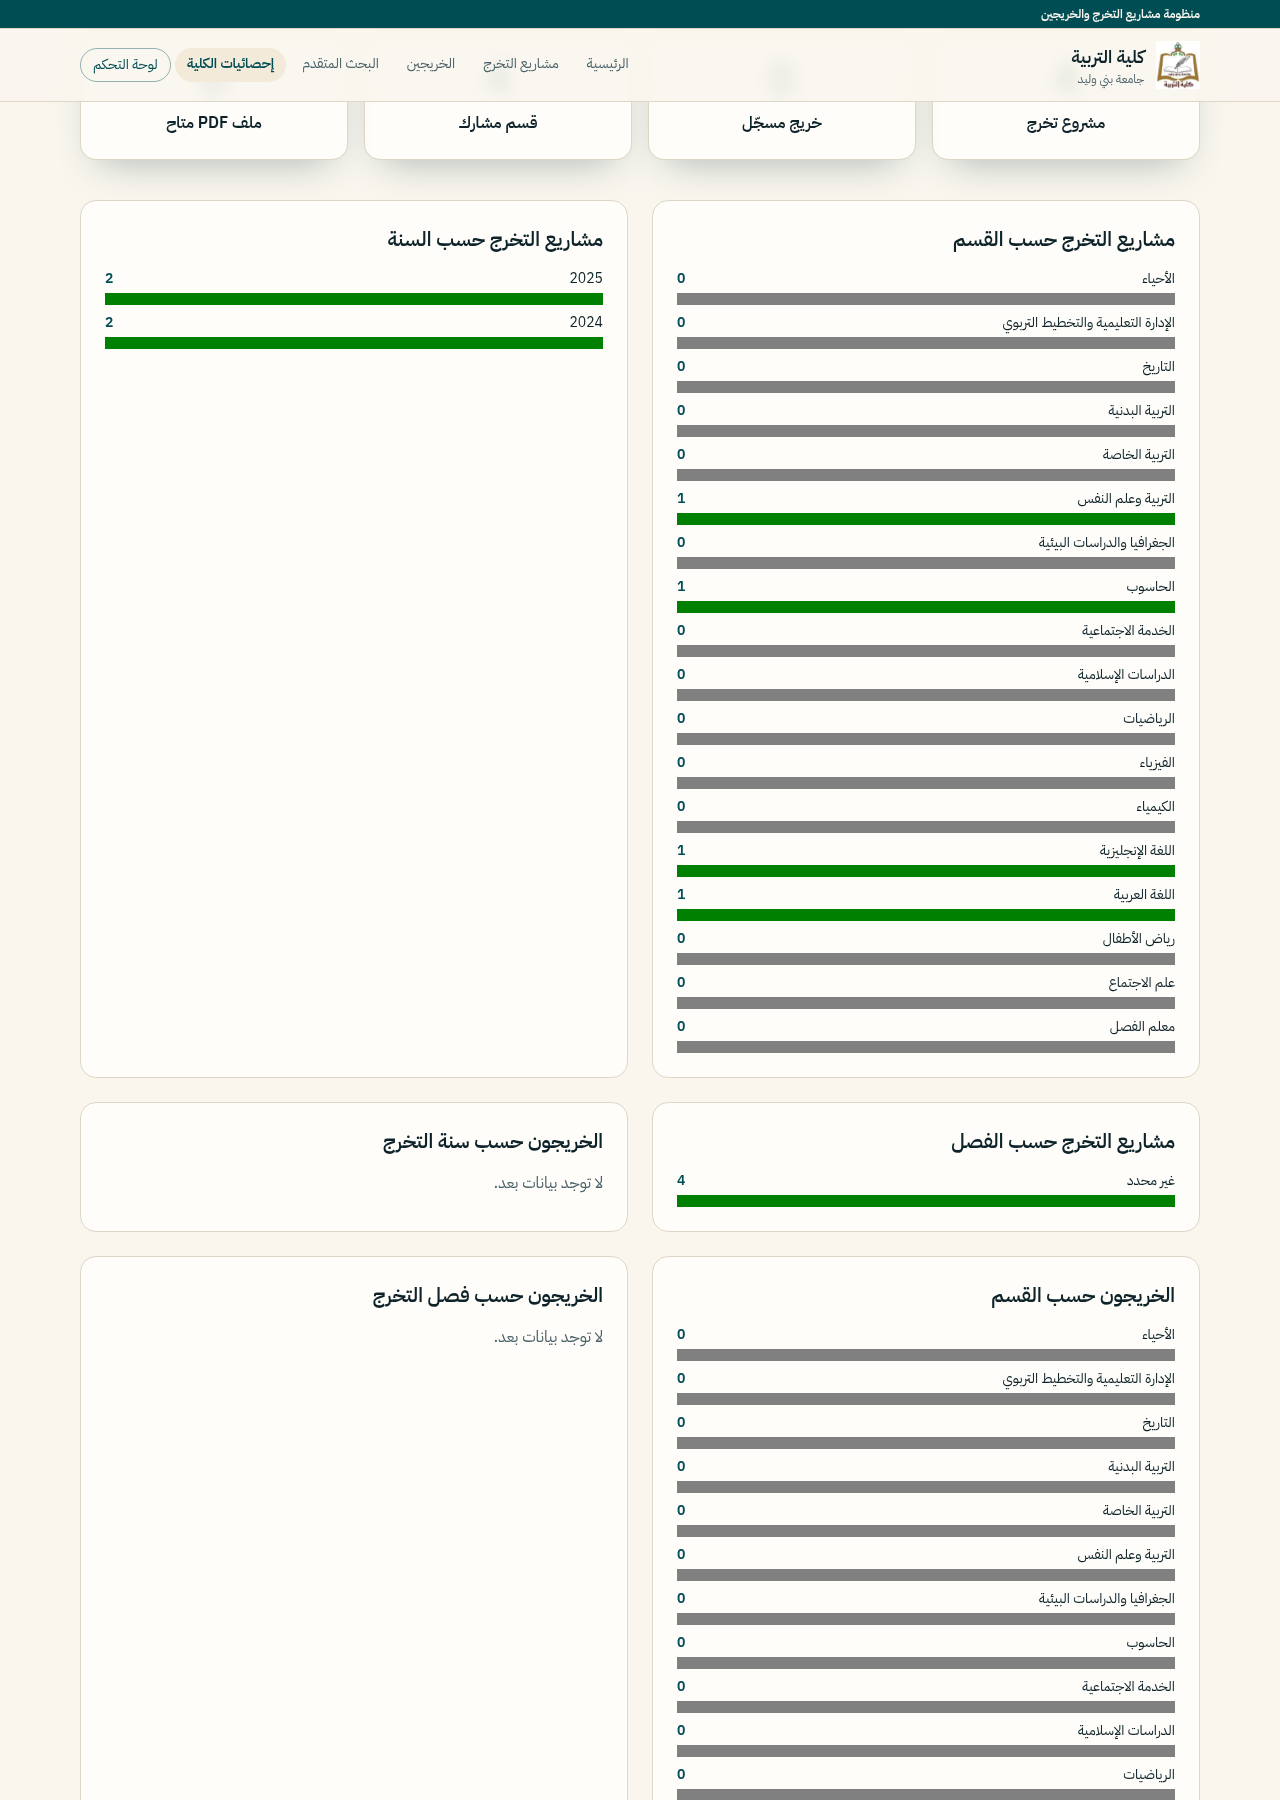 منظومة مشاريع التخرج والخريجين
كلية التربية
جامعة بني وليد
الرئيسية
مشاريع التخرج
الخريجين
البحث المتقدم
إحصائيات الكلية
لوحة التحكم
مشروع تخرج
خريج مسجّل
قسم مشارك
ملف PDF متاح
مشاريع التخرج حسب القسم
الأحياء 0
الإدارة التعليمية والتخطيط التربوي 0
التاريخ 0
التربية البدنية 0
التربية الخاصة 0
التربية وعلم النفس 1
الجغرافيا والدراسات البيئية 0
الحاسوب 1
الخدمة الاجتماعية 0
الدراسات الإسلامية 0
الرياضيات 0
الفيزياء 0
الكيمياء 0
اللغة الإنجليزية 1
اللغة العربية 1
رياض الأطفال 0
علم الاجتماع 0
معلم الفصل 0
مشاريع التخرج حسب السنة
2025 2
2024 2
مشاريع التخرج حسب الفصل
غير محدد 4
الخريجون حسب سنة التخرج
لا توجد بيانات بعد.
الخريجون حسب القسم
الأحياء 0
الإدارة التعليمية والتخطيط التربوي 0
التاريخ 0
التربية البدنية 0
التربية الخاصة 0
التربية وعلم النفس 0
الجغرافيا والدراسات البيئية 0
الحاسوب 0
الخدمة الاجتماعية 0
الدراسات الإسلامية 0
الرياضيات 0
الخريجون حسب فصل التخرج
لا توجد بيانات بعد.